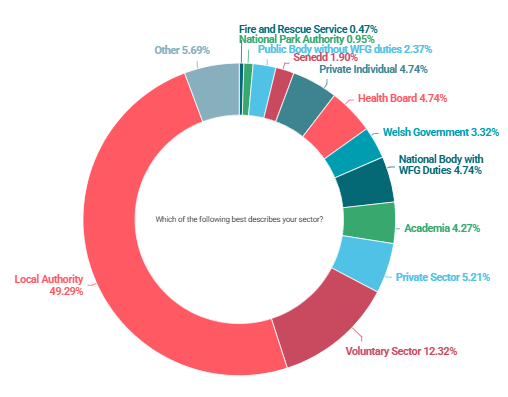 Fire and Rescue Service 0.47%
National Park Authority 0.95%
Public Body without WFG duties 2.37%
Other 5.69%
Senedd 1.90%
Private Individual 4.74%
Health Board 4.74%
Welsh Government 3.32%
National Body with
WFG Duties 4.74%
Which of the following best describes your sector?
Academia 4.27%
Private Sector 5.21%
Local Authority
49.29%
Voluntary Sector 12.32%